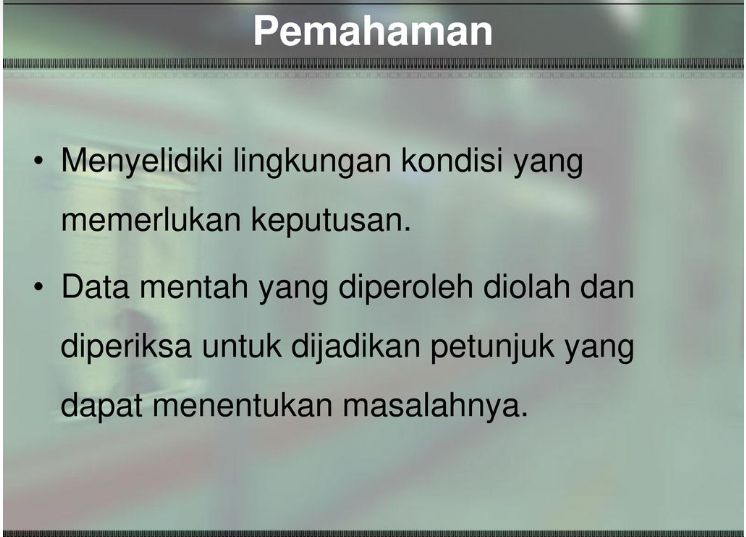 Pemahaman
• Menyelidiki lingkungan kondisi yang
memerlukan keputusan.
• Data mentah yang diperoleh diolah dan
diperiksa untuk dijadikan petunjuk yang
dapat menentukan masalahnya.